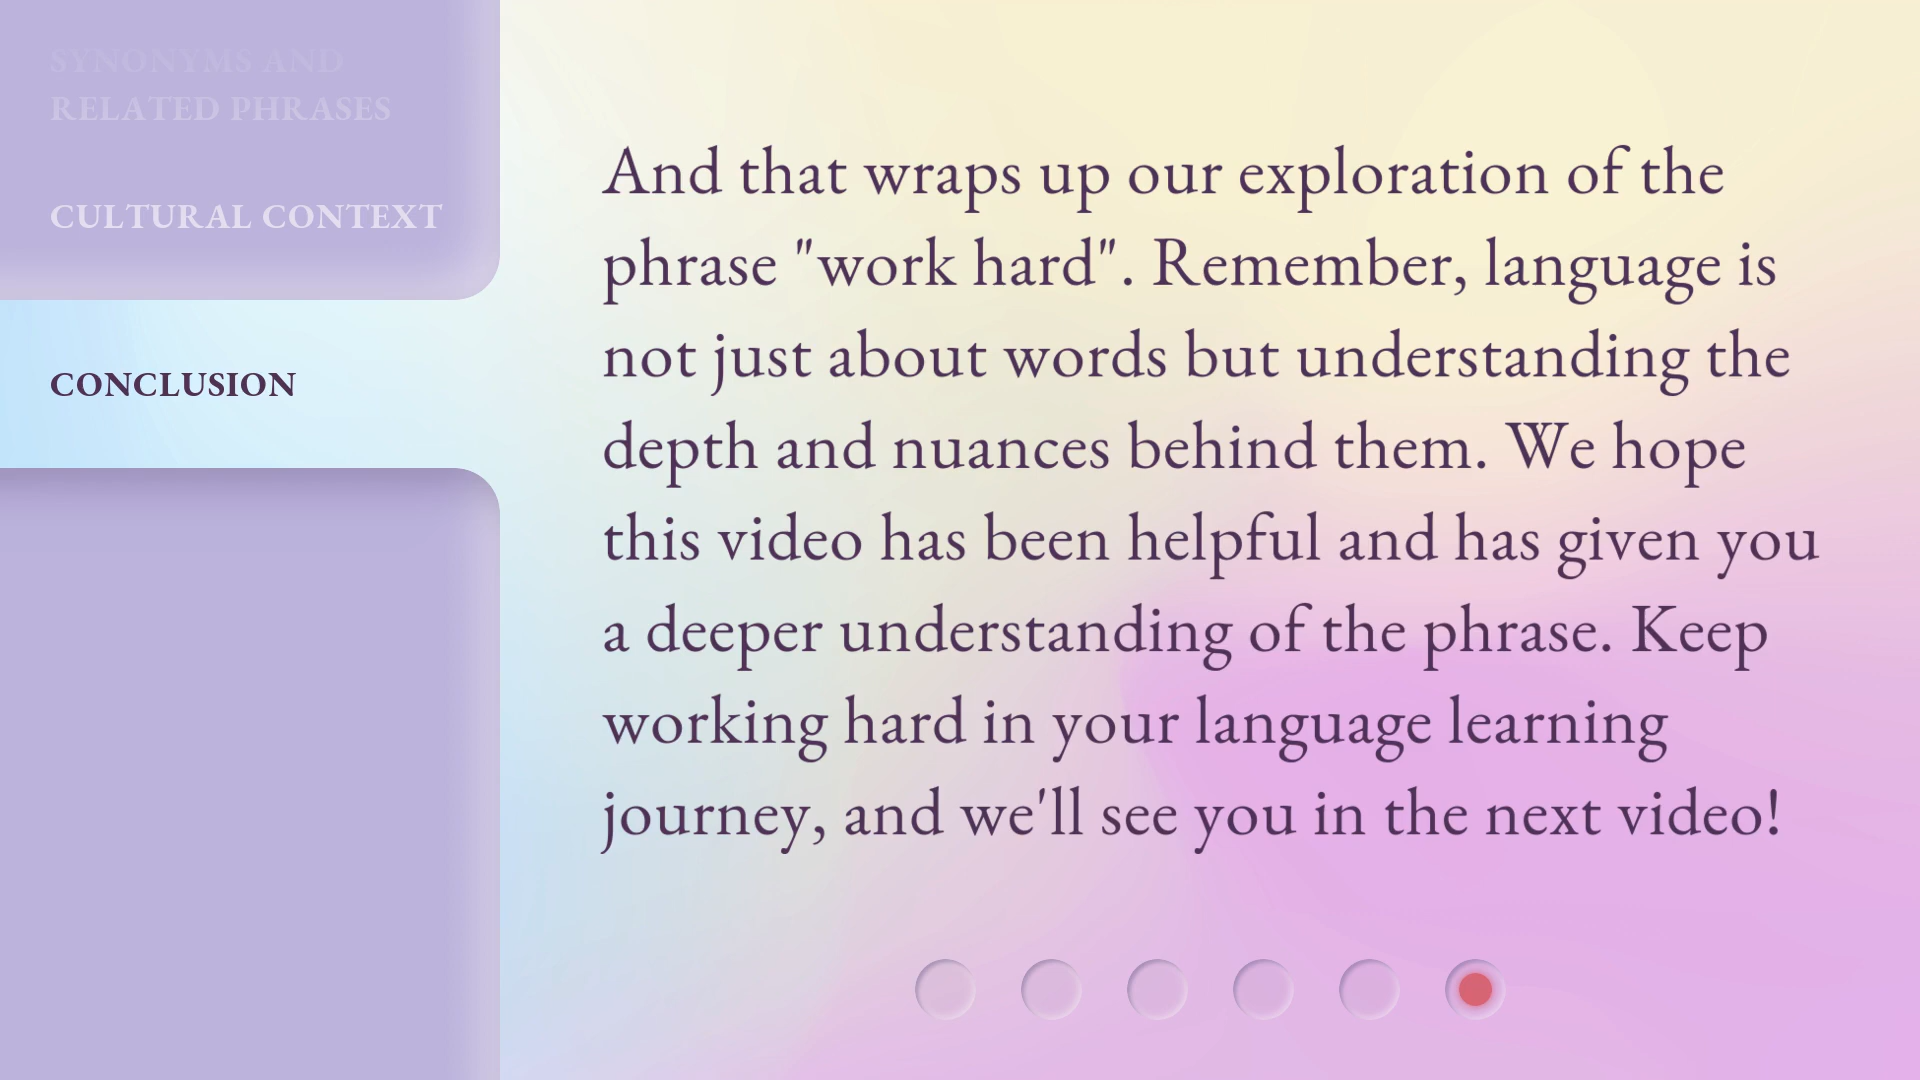 SYNONYMS AND
RELATED PHRASES
CULTURAL CONTEXT
CONCLUSION
And that wraps up our exploration of the
phrase "work hard". Remember, language is
not just about words but understanding the
depth and nuances behind them. We hope
this video has been helpful and has given you
a deeper understanding of the phrase. Keep
working hard in your language learning
journey, and we'll see you in the next video!